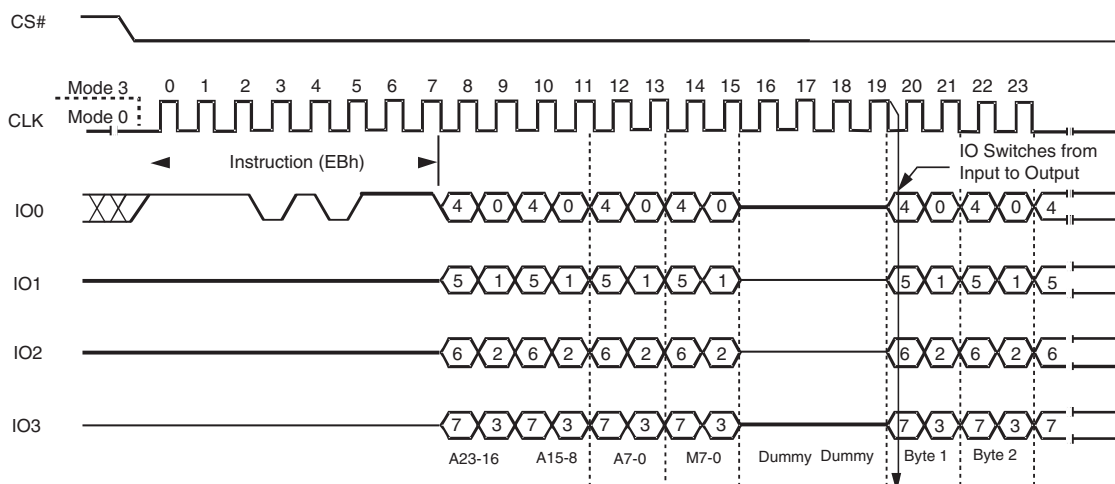 CS#
Mode 3
0 1 2 3 4 5 6 7 8 9 10 11 12 13 14 15 16 17 18 19 20 21 22 23
CLK
Mode 0
Instruction (EBh)
IO Switches from
Input to Output
IO0
4 0 4 0 4 0 4 0 4 0 4 0 4
IO1
5 1 5 1 5 1 5 1 5 1 5 1 5
IO2
6 2 6 2 6 2 6 2 6 2 6 2 6
IO3
7 3 7 3 7 3 7 3 7 3 7 3 7
A23-16 A15-8 A7-0 M7-0 Dummy Dummy Byte 1 Byte 2